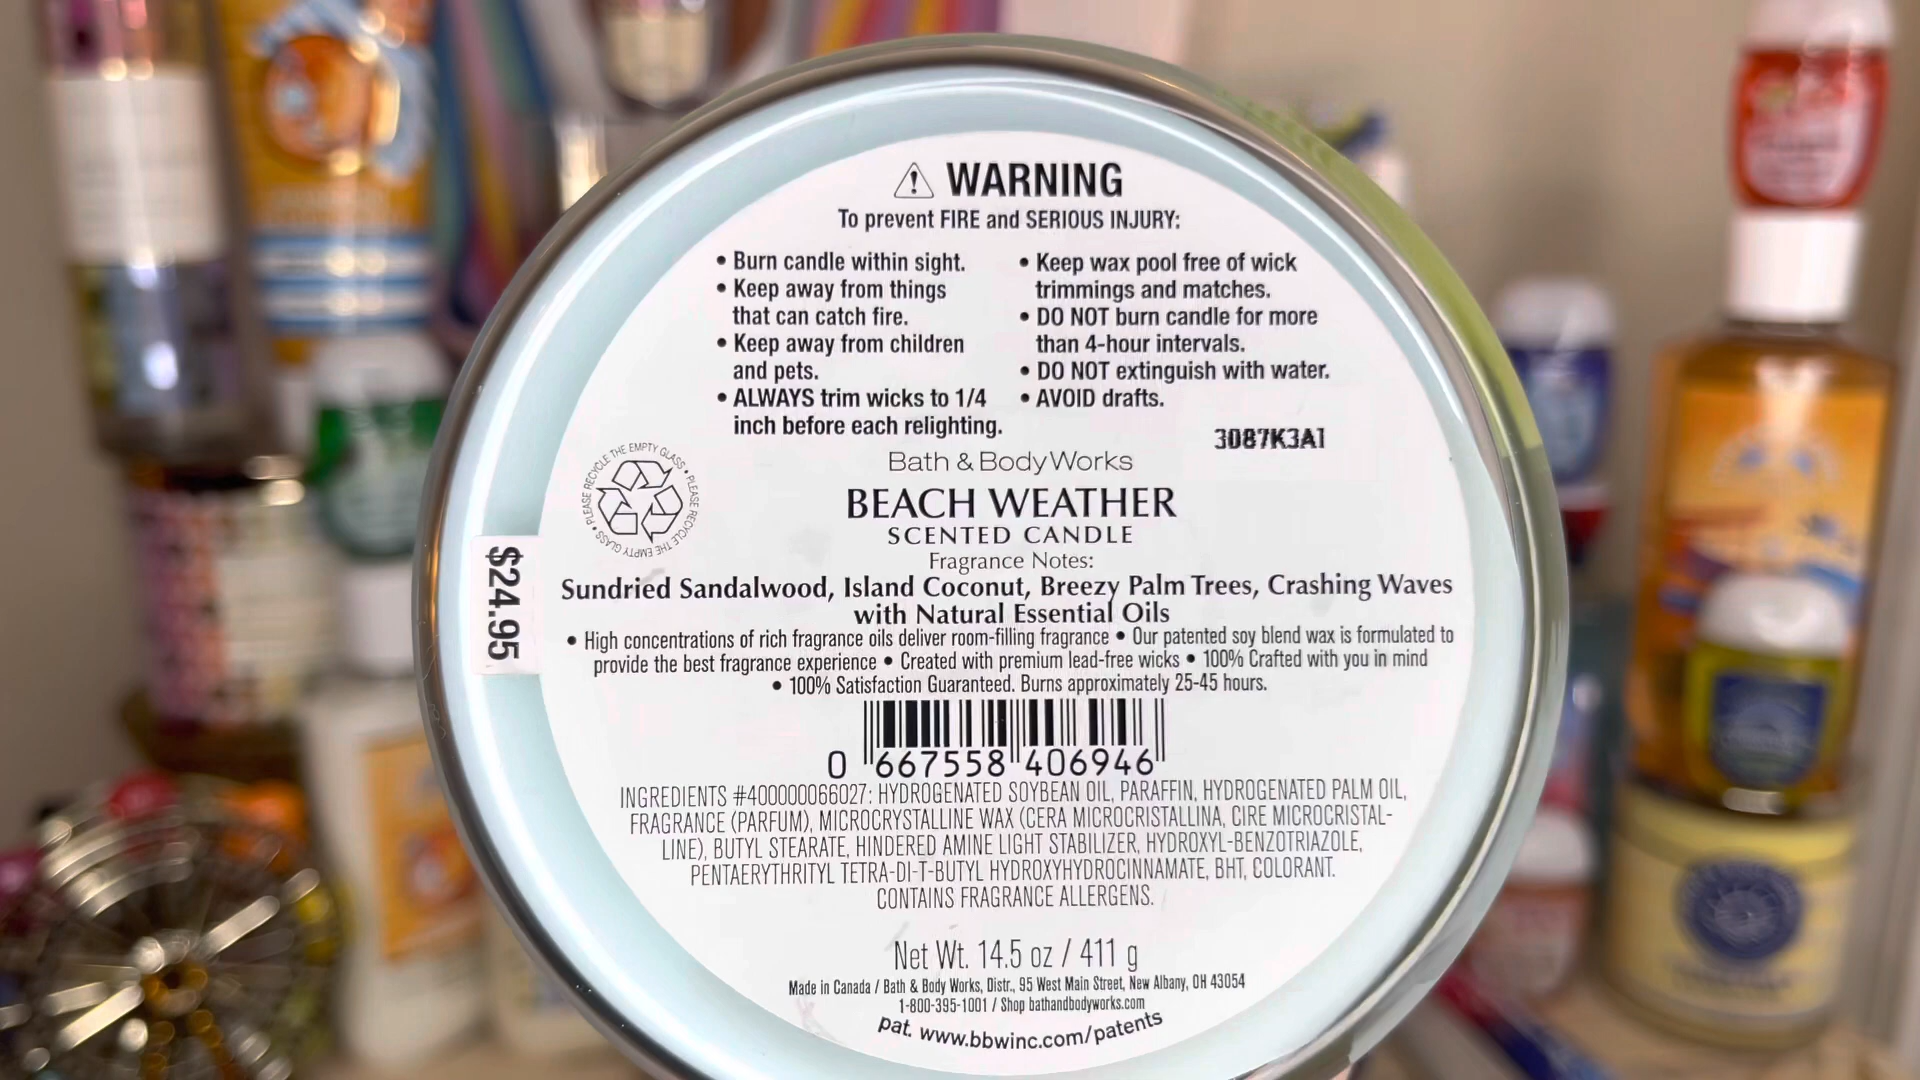 ⚠ WARNING
To prevent FIRE and SERIOUS INJURY:
• Burn candle within sight.
• Keep away from things
that can catch fire.
• Keep away from children
and pets.
• ALWAYS trim wicks to 1/4
inch before each relighting.
• Keep wax pool free of wick
trimmings and matches.
• DO NOT burn candle for more
than 4-hour intervals.
• DO NOT extinguish with water.
• AVOID drafts.
3087K3A1
PLEASE RECYCLE THE EMPTY GLASS • PLEASE RECYCLE THE EMPTY GLASS •
Bath & Body Works
BEACH WEATHER
SCENTED CANDLE
Fragrance Notes:
Sundried Sandalwood, Island Coconut, Breezy Palm Trees, Crashing Waves
with Natural Essential Oils
• High concentrations of rich fragrance oils deliver room-filling fragrance • Our patented soy blend wax is formulated to
provide the best fragrance experience • Created with premium lead-free wicks • 100% Crafted with you in mind
• 100% Satisfaction Guaranteed. Burns approximately 25-45 hours.
$24.95
0 667558 406946
INGREDIENTS #400000066027: HYDROGENATED SOYBEAN OIL, PARAFFIN, HYDROGENATED PALM OIL,
FRAGRANCE (PARFUM), MICROCRYSTALLINE WAX (CERA MICROCRISTALLINA, CIRE MICROCRISTAL-
LINE), BUTYL STEARATE, HINDERED AMINE LIGHT STABILIZER, HYDROXYL-BENZOTRIAZOLE,
PENTAERYTHRITYL TETRA-DI-T-BUTYL HYDROXYHYDROCINNAMATE, BHT, COLORANT.
CONTAINS FRAGRANCE ALLERGENS.
Net Wt. 14.5 oz / 411 g
Made in Canada / Bath & Body Works, Distr., 95 West Main Street, New Albany, OH 43054
1-800-395-1001 / Shop bathandbodyworks.com
pat. www.bbwinc.com/patents